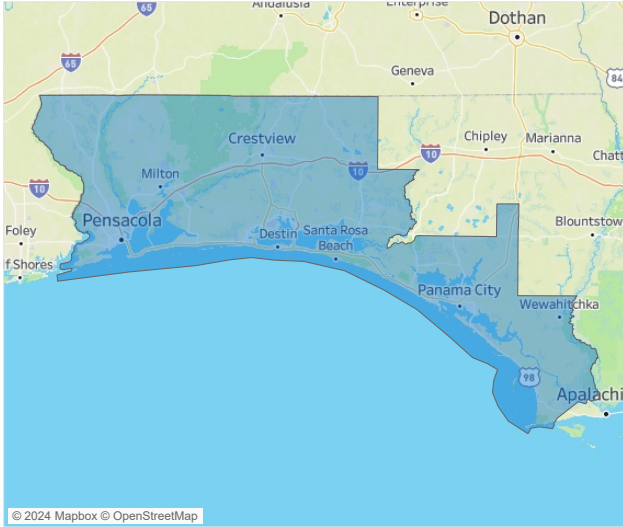 Andalusia
Enterprise
65
Dothan
65
Geneva
84
Crestview
Chipley
Marianna
10
Chatt
Milton
10
10
Pensacola
Foley
Destin
Santa Rosa
Beach
Blountstow
f Shores
Panama City
Wewahitchka
98
Apalachi
© 2024 Mapbox © OpenStreetMap